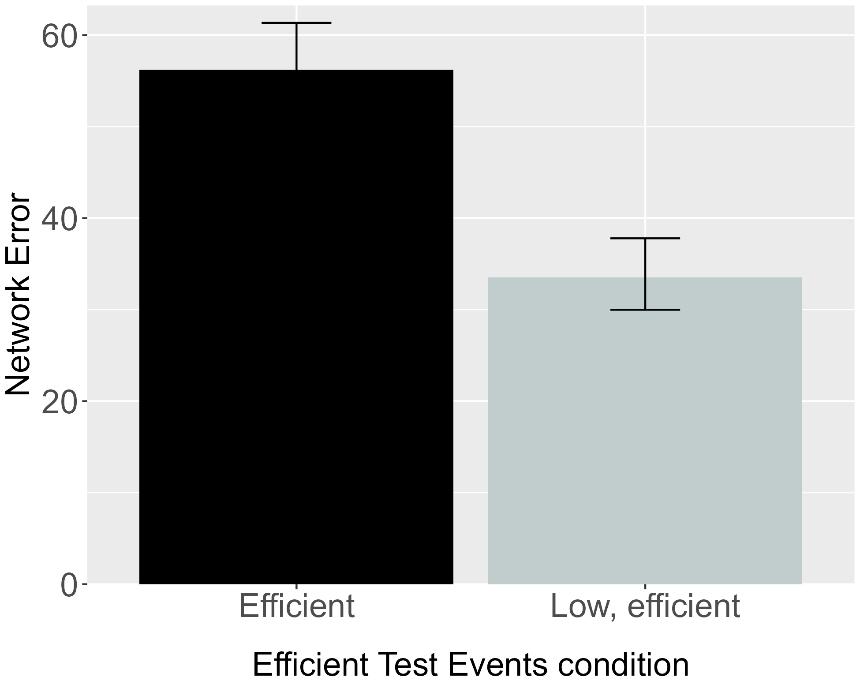 60
40
20
0
Network Error
Efficient
Low, efficient
Efficient Test Events condition